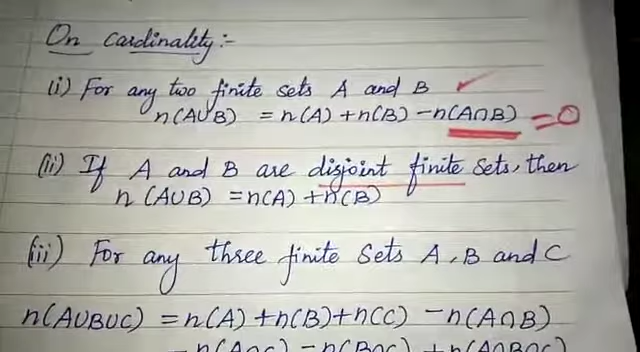 On cardinality:-
(i) For any two finite sets A and B ✓
n(A∪B) = n(A) + n(B) - n(A∩B) = 0
(ii) If A and B are disjoint finite sets, then
n (A∪B) = n(A) + n(B)
(iii) For any three finite Sets A, B and C
n(A∪B∪C) = n(A) + n(B) + n(C) - n(A∩B)
- n(A∩C) - n(B∩C) + n(A∩B∩C)